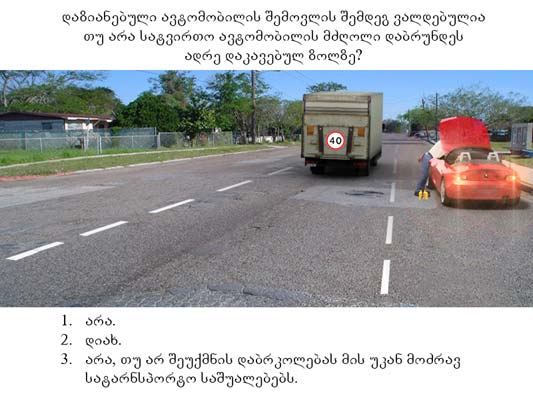 დაზიანებული ავტომობილის შემოვლის შემდეგ ვალდებულია
თუ არა სატვირთო ავტომობილის მძღოლი დაბრუნდეს
ადრე დაკავებულ ზოლზე?
40
1. არა.
2. დიახ.
3. არა, თუ არ შეუქმნის დაბრკოლებას მის უკან მოძრავ
სატარნსპორტო საშუალებებს.